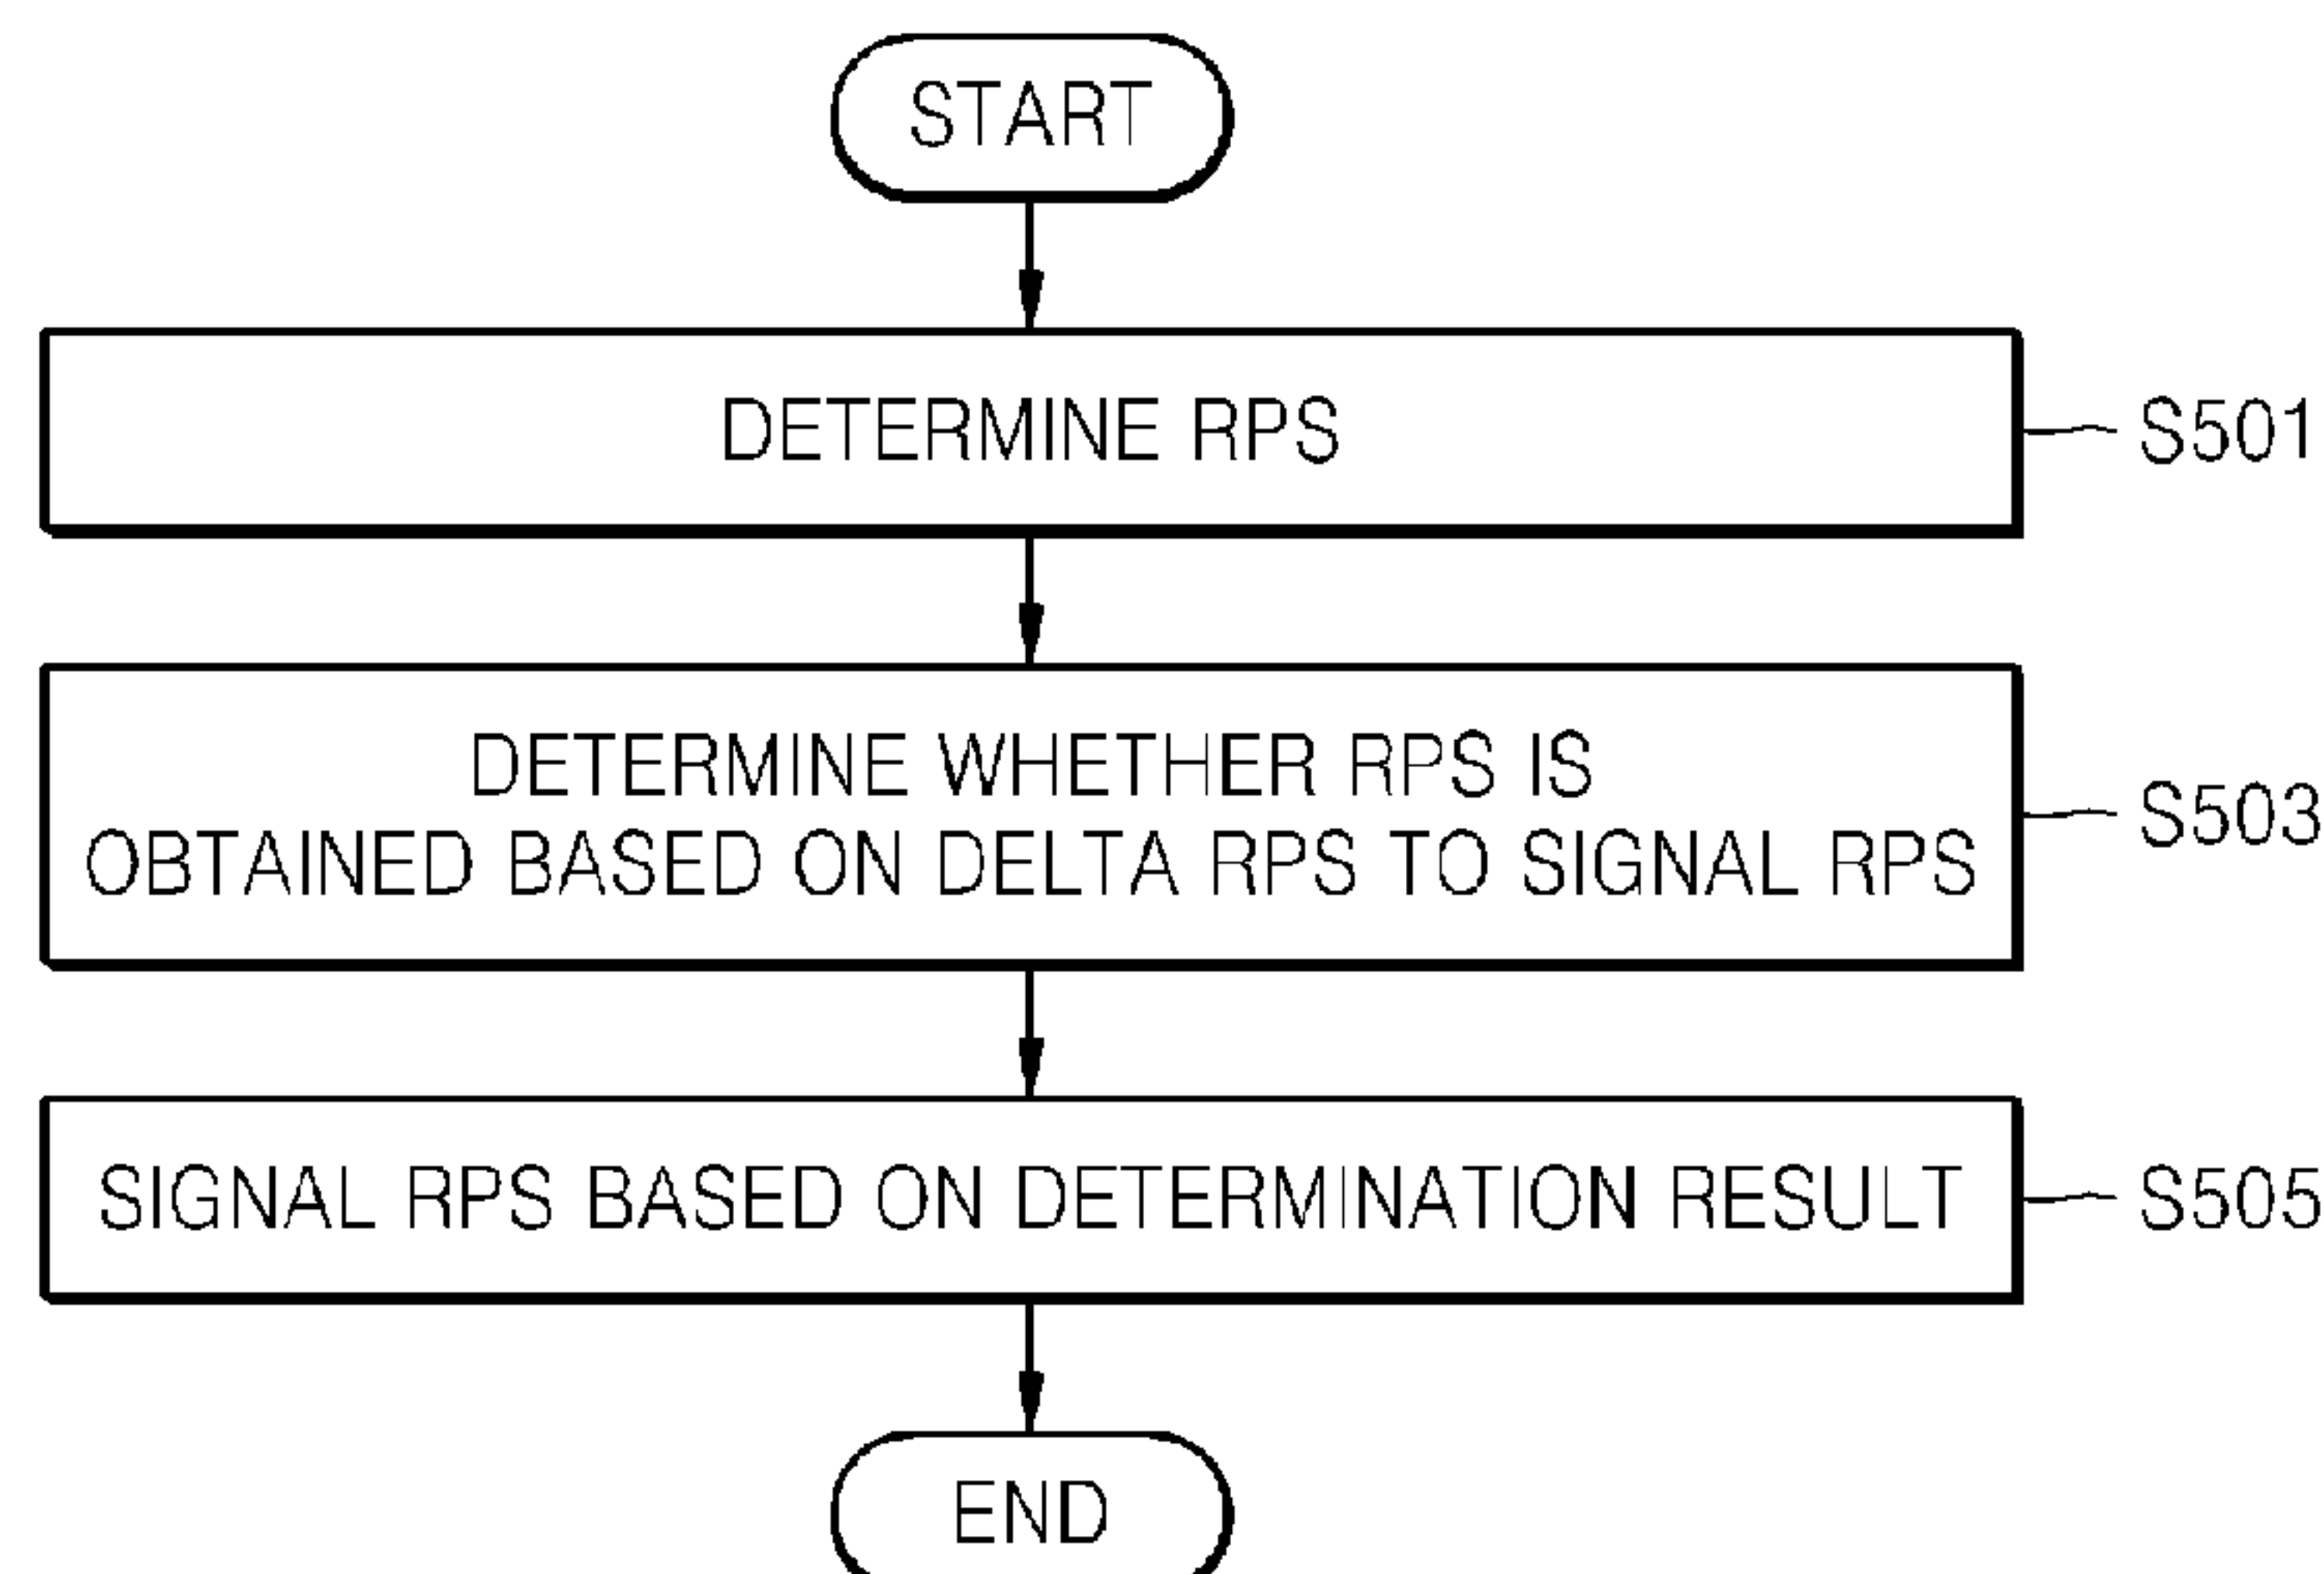 START
DETERMINE RPS
S501
DETERMINE WHETHER RPS IS
OBTAINED BASED ON DELTA RPS TO SIGNAL RPS
S503
SIGNAL RPS BASED ON DETERMINATION RESULT
S505
END